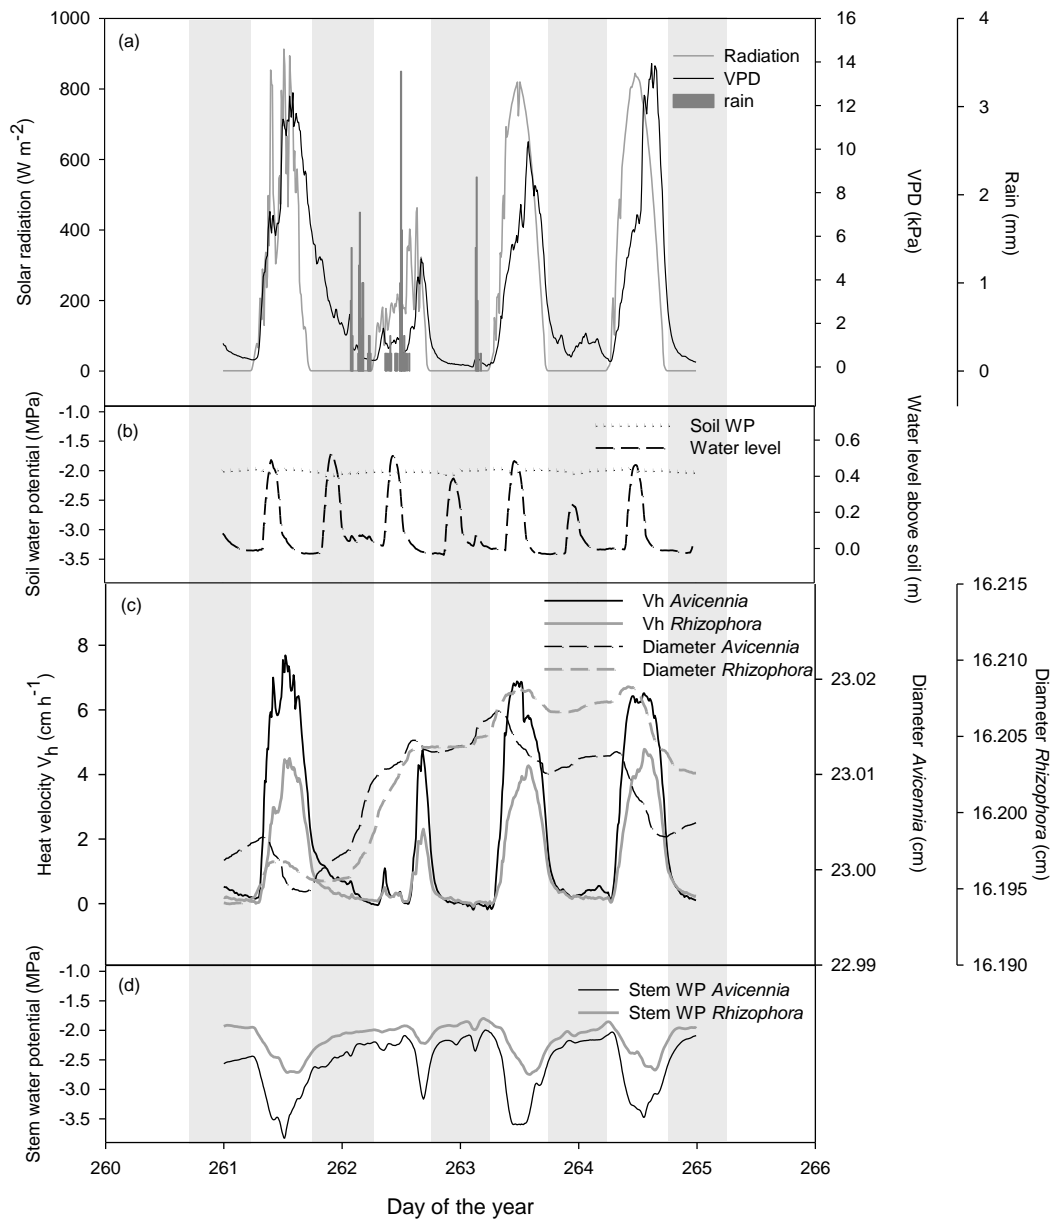 (a)
Radiation
VPD
rain
1000
800
600
400
200
0
Solar radiation (W m-2)
16
14
12
10
8
6
4
2
0
VPD (kPa)
4
3
2
1
0
Rain (mm)
(b)
Soil WP
Water level
-1.0
-1.5
-2.0
-2.5
-3.0
-3.5
Soil water potential (MPa)
0.6
0.4
0.2
0.0
Water level above soil (m)
(c)
Vh Avicennia
Vh Rhizophora
Diameter Avicennia
Diameter Rhizophora
8
6
4
2
0
Heat velocity Vh (cm h-1)
23.02
23.01
23.00
22.99
Diameter Avicennia (cm)
16.215
16.210
16.205
16.200
16.195
16.190
Diameter Rhizophora (cm)
(d)
Stem WP Avicennia
Stem WP Rhizophora
-1.0
-1.5
-2.0
-2.5
-3.0
-3.5
Stem water potential (MPa)
260
261
262
263
264
265
266
Day of the year